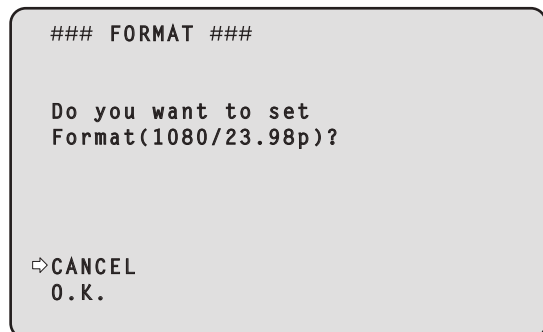 ### FORMAT ###
Do you want to set
Format(1080/23.98p)?
⇨CANCEL
O.K.